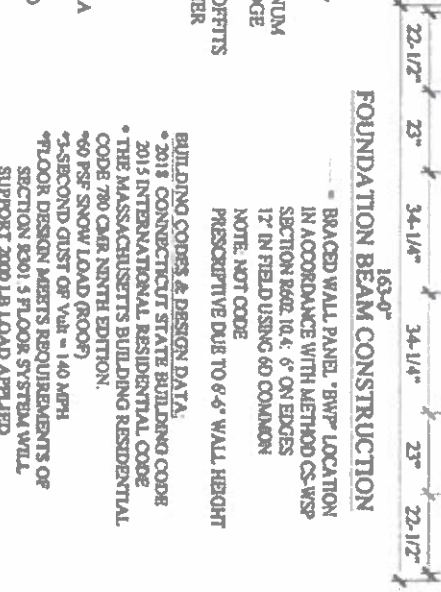 22-1/2" 23" 34-1/4" 34-1/4" 23" 22-1/2"
163-0"
FOUNDATION BEAM CONSTRUCTION
BRACED WALL PANEL "BWP" LOCATION
IN ACCORDANCE WITH METHOD CS-WSP
SECTION R602.10.4; 6" ON EDGES
12" IN FIELD USING 6D COMMON
NOTE: NOT CODE
PRESCRIPTIVE DUE TO 6'-6" WALL HEIGHT
BUILDING CODES & DESIGN DATA:
* 2018 CONNECTICUT STATE BUILDING CODE
2015 INTERNATIONAL RESIDENTIAL CODE
* THE MASSACHUSETTS BUILDING RESIDENTIAL
CODE 780 CMR NINTH EDITION.
*60 PSF SNOW LOAD (ROOF)
*3-SECOND GUST OF Vult = 140 MPH
*FLOOR DESIGN MEETS REQUIREMENTS OF
SECTION R301. FLOOR SYSTEM WILL
SUPPORT 2000 LB LOAD APPLIED